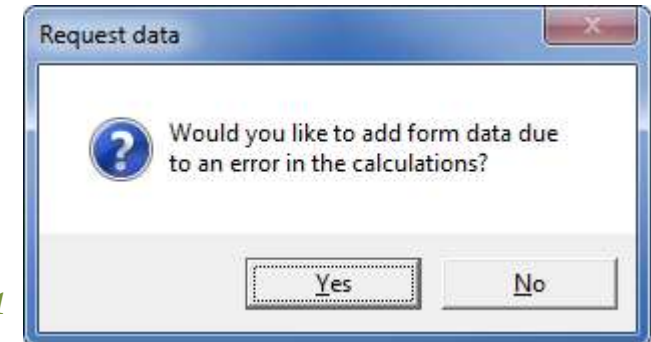 Request data
Would you like to add form data due
to an error in the calculations?
Yes
No